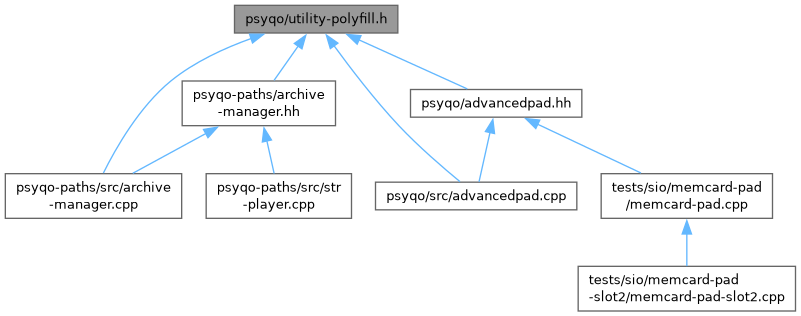 psyqo/utility-polyfill.h
psyqo-paths/archive
-manager.hh
psyqo/advancedpad.hh
psyqo-paths/src/archive
-manager.cpp
psyqo-paths/src/str
-player.cpp
psyqo/src/advancedpad.cpp
tests/sio/memcard-pad
/memcard-pad.cpp
tests/sio/memcard-pad
-slot2/memcard-pad-slot2.cpp